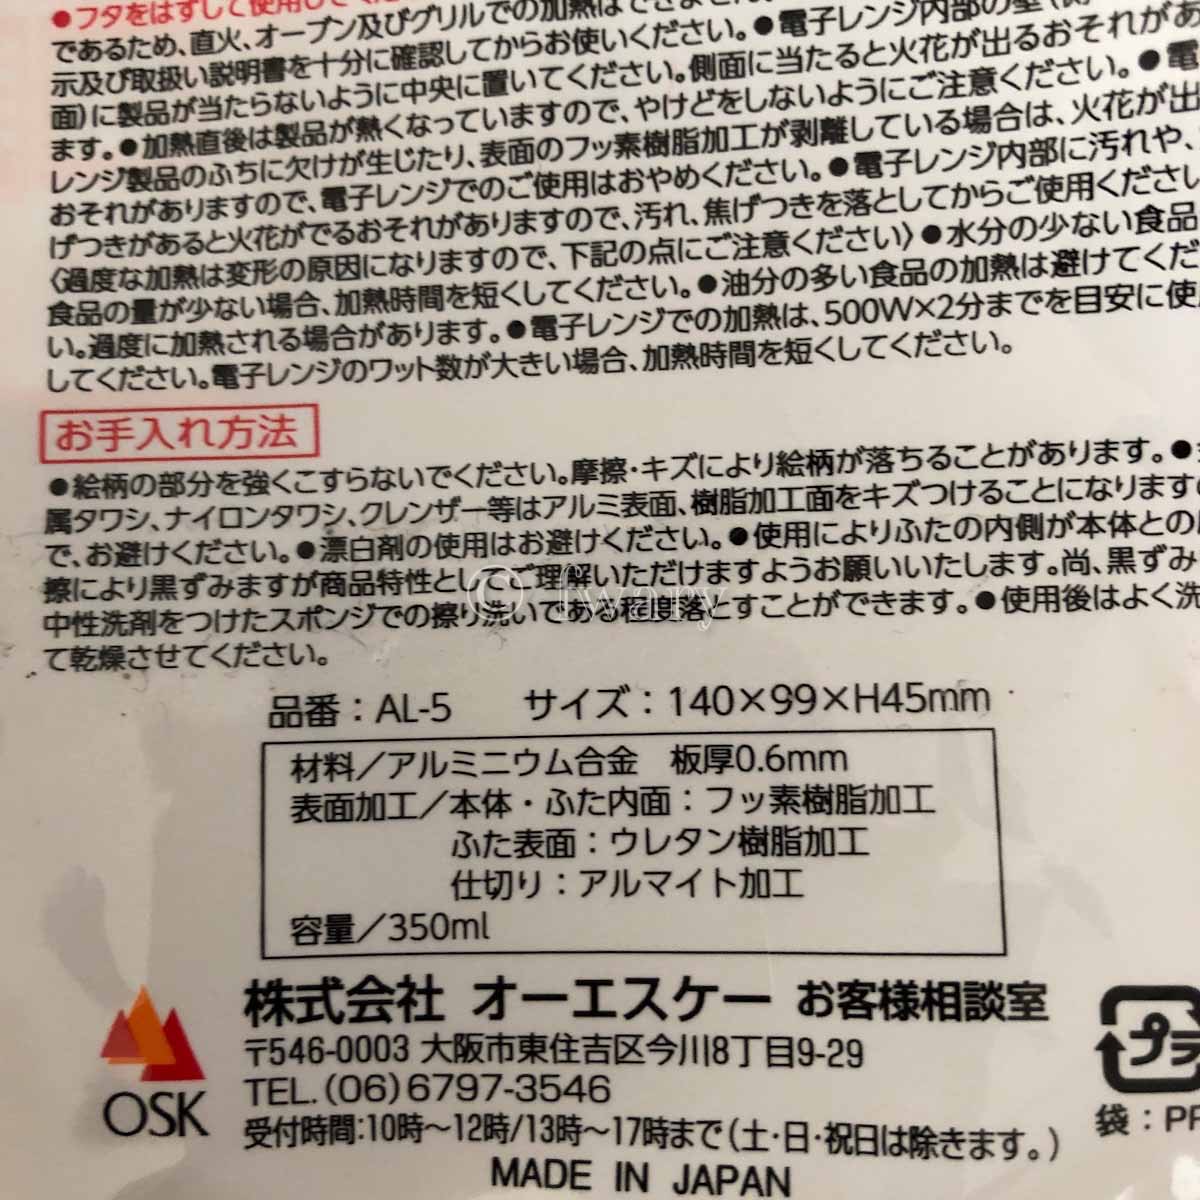 ●フタをはずして使用してくだ
であるため、直火、オーブン及びグリルでの加熱はできません。
示及び取扱い説明書を十分に確認してからお使いください。●電子レンジ内部の壁(側
面)に製品が当たらないように中央に置いてください。側面に当たると火花が出るおそれがあ
ます。●加熱直後は製品が熱くなっていますので、やけどをしないようにご注意ください。●電
レンジ製品のふちに欠けが生じたり、表面のフッ素樹脂加工が剥離している場合は、火花が出
おそれがありますので、電子レンジでのご使用はおやめください。●電子レンジ内部に汚れや、
げつきがあると火花がでるおそれがありますので、汚れ、焦げつきを落としてからご使用ください
〈過度な加熱は変形の原因になりますので、下記の点にご注意ください〉●水分の少ない食品
食品の量が少ない場合、加熱時間を短くしてください。●油分の多い食品の加熱は避けてくだ
い。過度に加熱される場合があります。●電子レンジでの加熱は、500W×2分までを目安に使
してください。電子レンジのワット数が大きい場合、加熱時間を短くしてください。
お手入れ方法
●絵柄の部分を強くこすらないでください。摩擦・キズにより絵柄が落ちることがあります。●
属タワシ、ナイロンタワシ、クレンザー等はアルミ表面、樹脂加工面をキズつけることになりますの
で、お避けください。●漂白剤の使用はお避けください。●使用によりふたの内側が本体との
擦により黒ずみますが商品特性としてご理解いただけますようお願いいたします。尚、黒ずみ
中性洗剤をつけたスポンジでの擦り洗いである程度落とすことができます。●使用後はよく洗
て乾燥させてください。
© iwary
品番：AL-5 サイズ：140×99×H45mm
材料／アルミニウム合金 板厚0.6mm
表面加工／本体・ふた内面：フッ素樹脂加工
ふた表面：ウレタン樹脂加工
仕切り：アルマイト加工
容量／350ml
株式会社 オーエスケー お客様相談室
〒546-0003 大阪市東住吉区今川8丁目9-29
TEL.(06)6797-3546
受付時間:10時～12時/13時～17時まで(土・日・祝日は除きます。)
MADE IN JAPAN
OSK
プラ
袋：PP